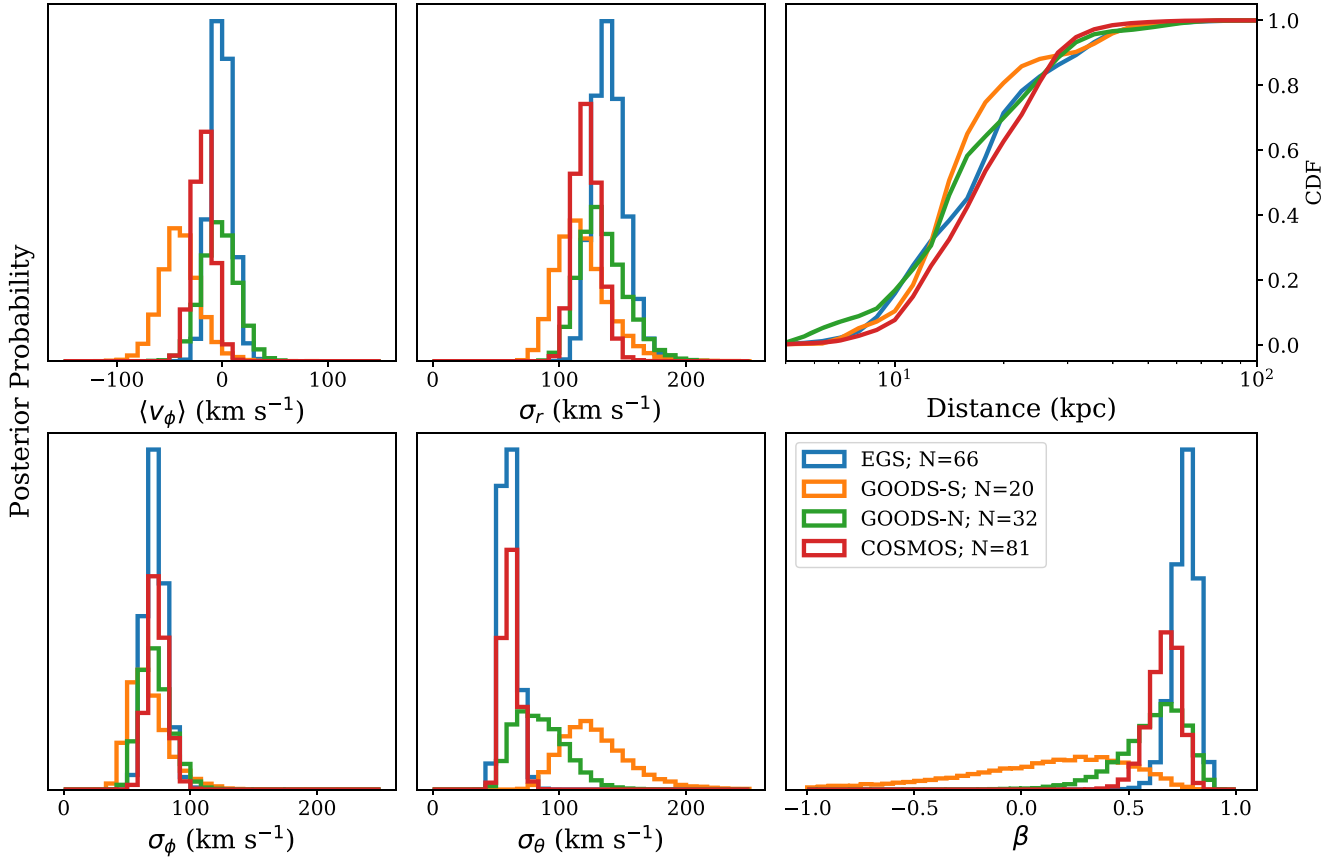 Posterior Probability
−100 0 100
⟨v_ϕ⟩ (km s⁻¹)
0 100 200
σ_r (km s⁻¹)
10¹ 10²
Distance (kpc)
1.0
0.8
0.6
0.4
0.2
0.0
CDF
0 100 200
σ_ϕ (km s⁻¹)
0 100 200
σ_θ (km s⁻¹)
EGS; N=66
GOODS-S; N=20
GOODS-N; N=32
COSMOS; N=81
−1.0 −0.5 0.0 0.5 1.0
β